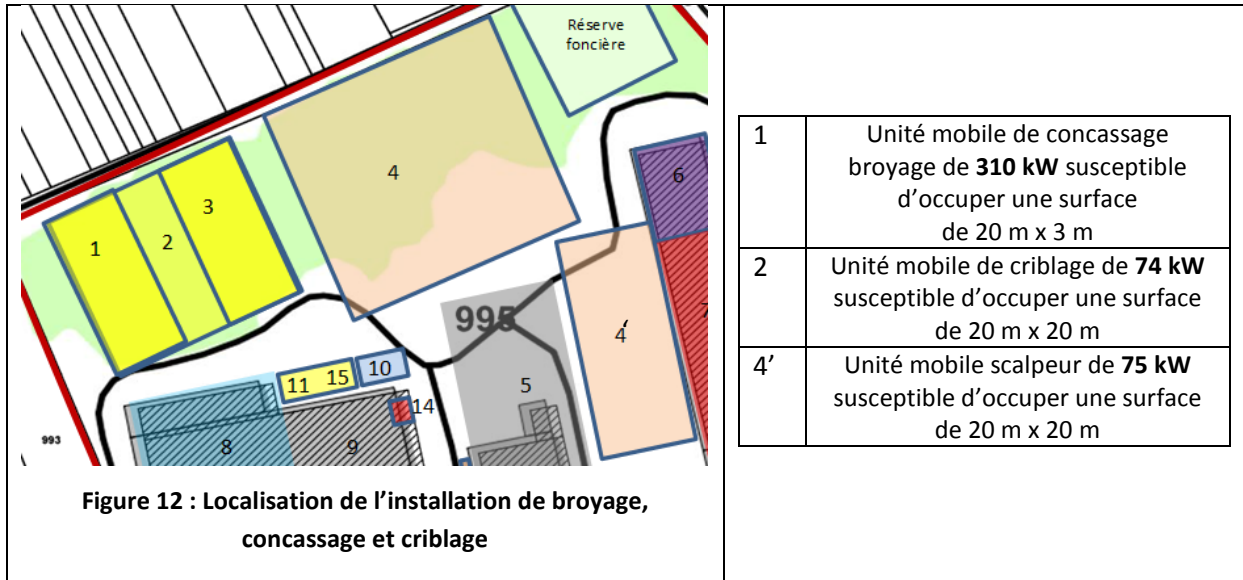 Réserve
foncière
4
6
3
1
2
995
4'
7
11 15
10
5
14
993
8
9
Figure 12 : Localisation de l’installation de broyage,
concassage et criblage
1
Unité mobile de concassage
broyage de 310 kW susceptible
d’occuper une surface
de 20 m x 3 m
2
Unité mobile de criblage de 74 kW
susceptible d’occuper une surface
de 20 m x 20 m
4’
Unité mobile scalpeur de 75 kW
susceptible d’occuper une surface
de 20 m x 20 m